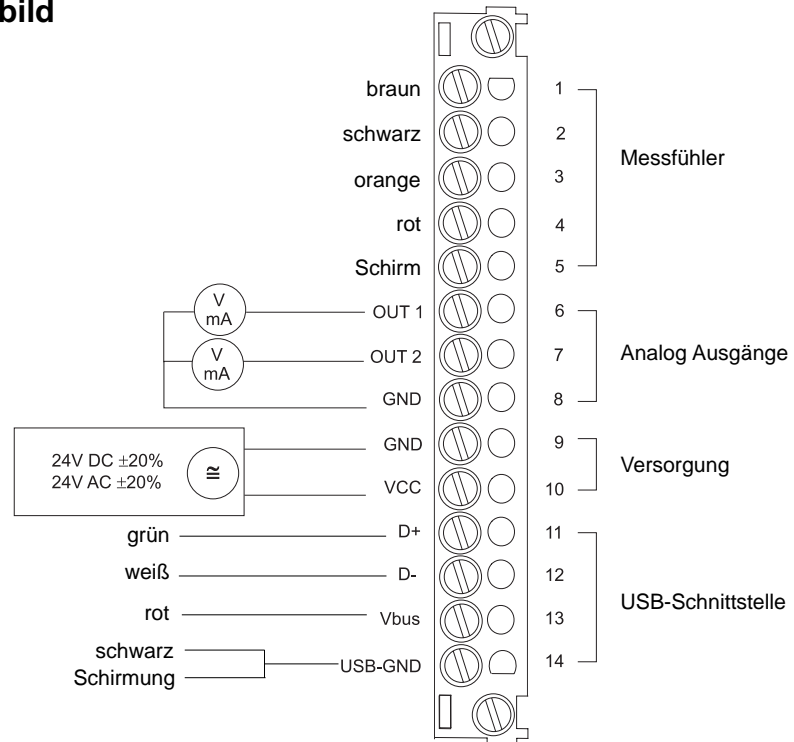 bild
braun 1
schwarz 2
Messfühler
orange 3
rot 4
Schirm 5
V
mA
OUT 1 6
V
mA
OUT 2 7
Analog Ausgänge
GND 8
GND 9
24V DC ±20%
24V AC ±20%
≅
Versorgung
VCC 10
grün D+ 11
weiß D- 12
USB-Schnittstelle
rot Vbus 13
schwarz
Schirmung
USB-GND 14